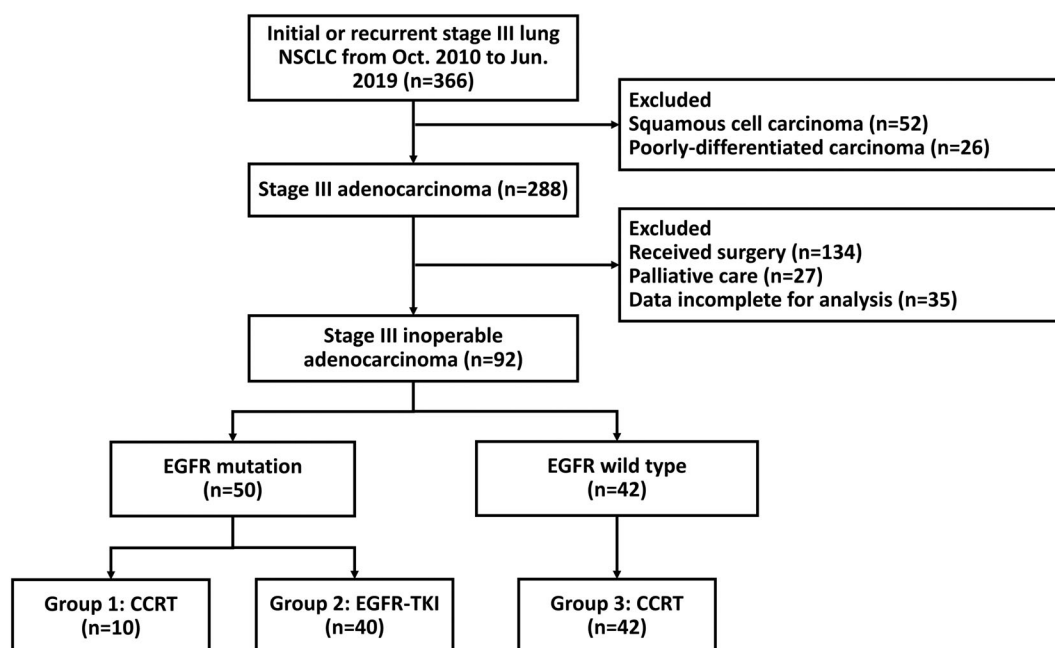 Initial or recurrent stage III lung
NSCLC from Oct. 2010 to Jun.
2019 (n=366)
Excluded
Squamous cell carcinoma (n=52)
Poorly-differentiated carcinoma (n=26)
Stage III adenocarcinoma (n=288)
Excluded
Received surgery (n=134)
Palliative care (n=27)
Data incomplete for analysis (n=35)
Stage III inoperable
adenocarcinoma (n=92)
EGFR mutation
(n=50)
EGFR wild type
(n=42)
Group 1: CCRT
(n=10)
Group 2: EGFR-TKI
(n=40)
Group 3: CCRT
(n=42)